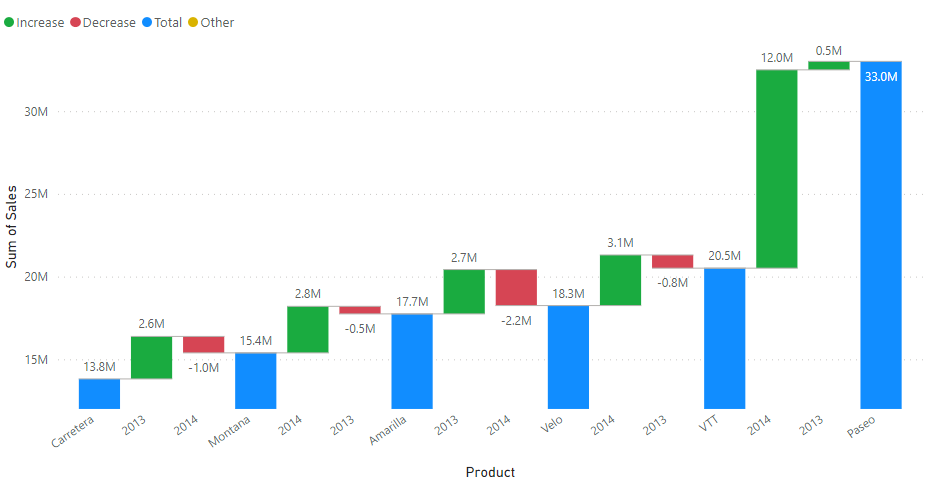 Increase Decrease Total Other
Sum of Sales
30M
25M
20M
15M
13.8M
2.6M
-1.0M
15.4M
2.8M
-0.5M
17.7M
2.7M
-2.2M
18.3M
3.1M
-0.8M
20.5M
12.0M
0.5M
33.0M
Carretera
2013
2014
Montana
2014
2013
Amarilla
2013
2014
Velo
2014
2013
VTT
2014
2013
Paseo
Product